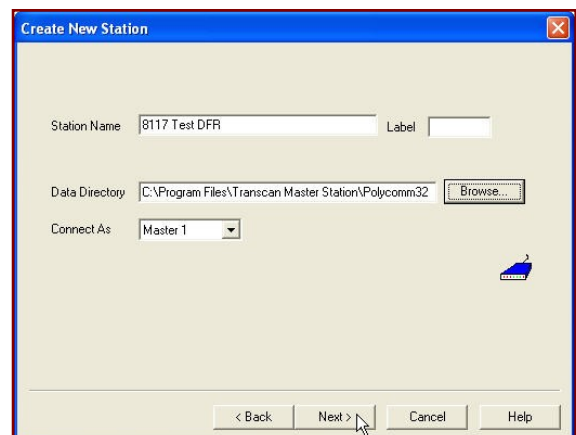 Create New Station
Station Name 8117 Test DFR Label
Data Directory C:\Program Files\Transcan Master Station\Polycomm32 Browse...
Connect As Master 1
< Back Next > Cancel Help